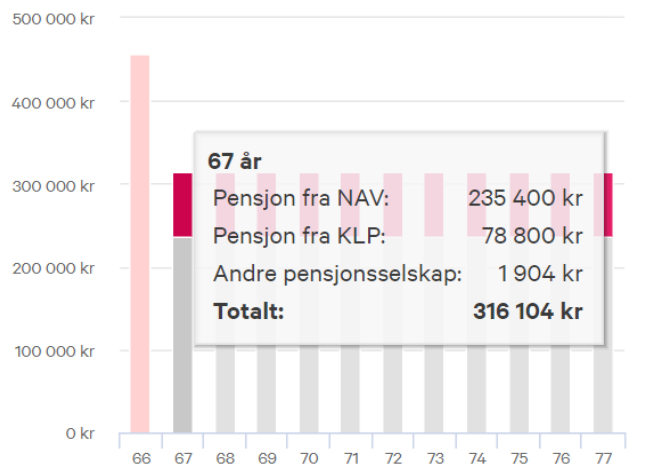 500 000 kr
400 000 kr
300 000 kr
200 000 kr
100 000 kr
0 kr
67 år
Pensjon fra NAV: 235 400 kr
Pensjon fra KLP: 78 800 kr
Andre pensjonsselskap: 1 904 kr
Totalt: 316 104 kr
66 67 68 69 70 71 72 73 74 75 76 77